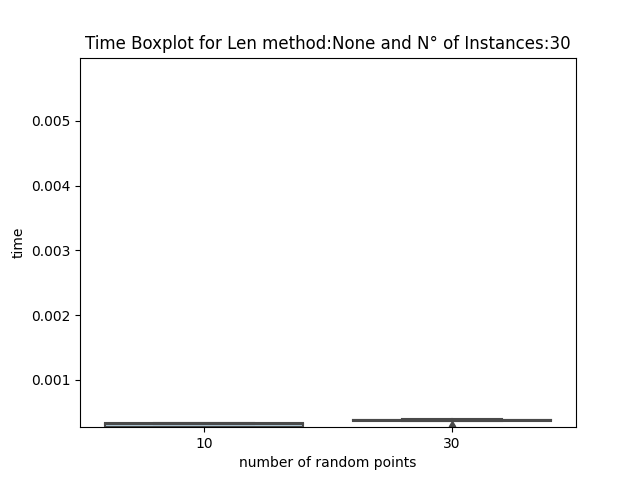 Time Boxplot for Len method:None and N° of Instances:30
0.005
0.004
0.003
0.002
0.001
time
10 30
number of random points